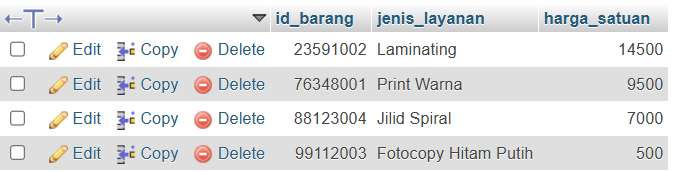 id_barang jenis_layanan harga_satuan
Edit Copy Delete 23591002 Laminating 14500
Edit Copy Delete 76348001 Print Warna 9500
Edit Copy Delete 88123004 Jilid Spiral 7000
Edit Copy Delete 99112003 Fotocopy Hitam Putih 500